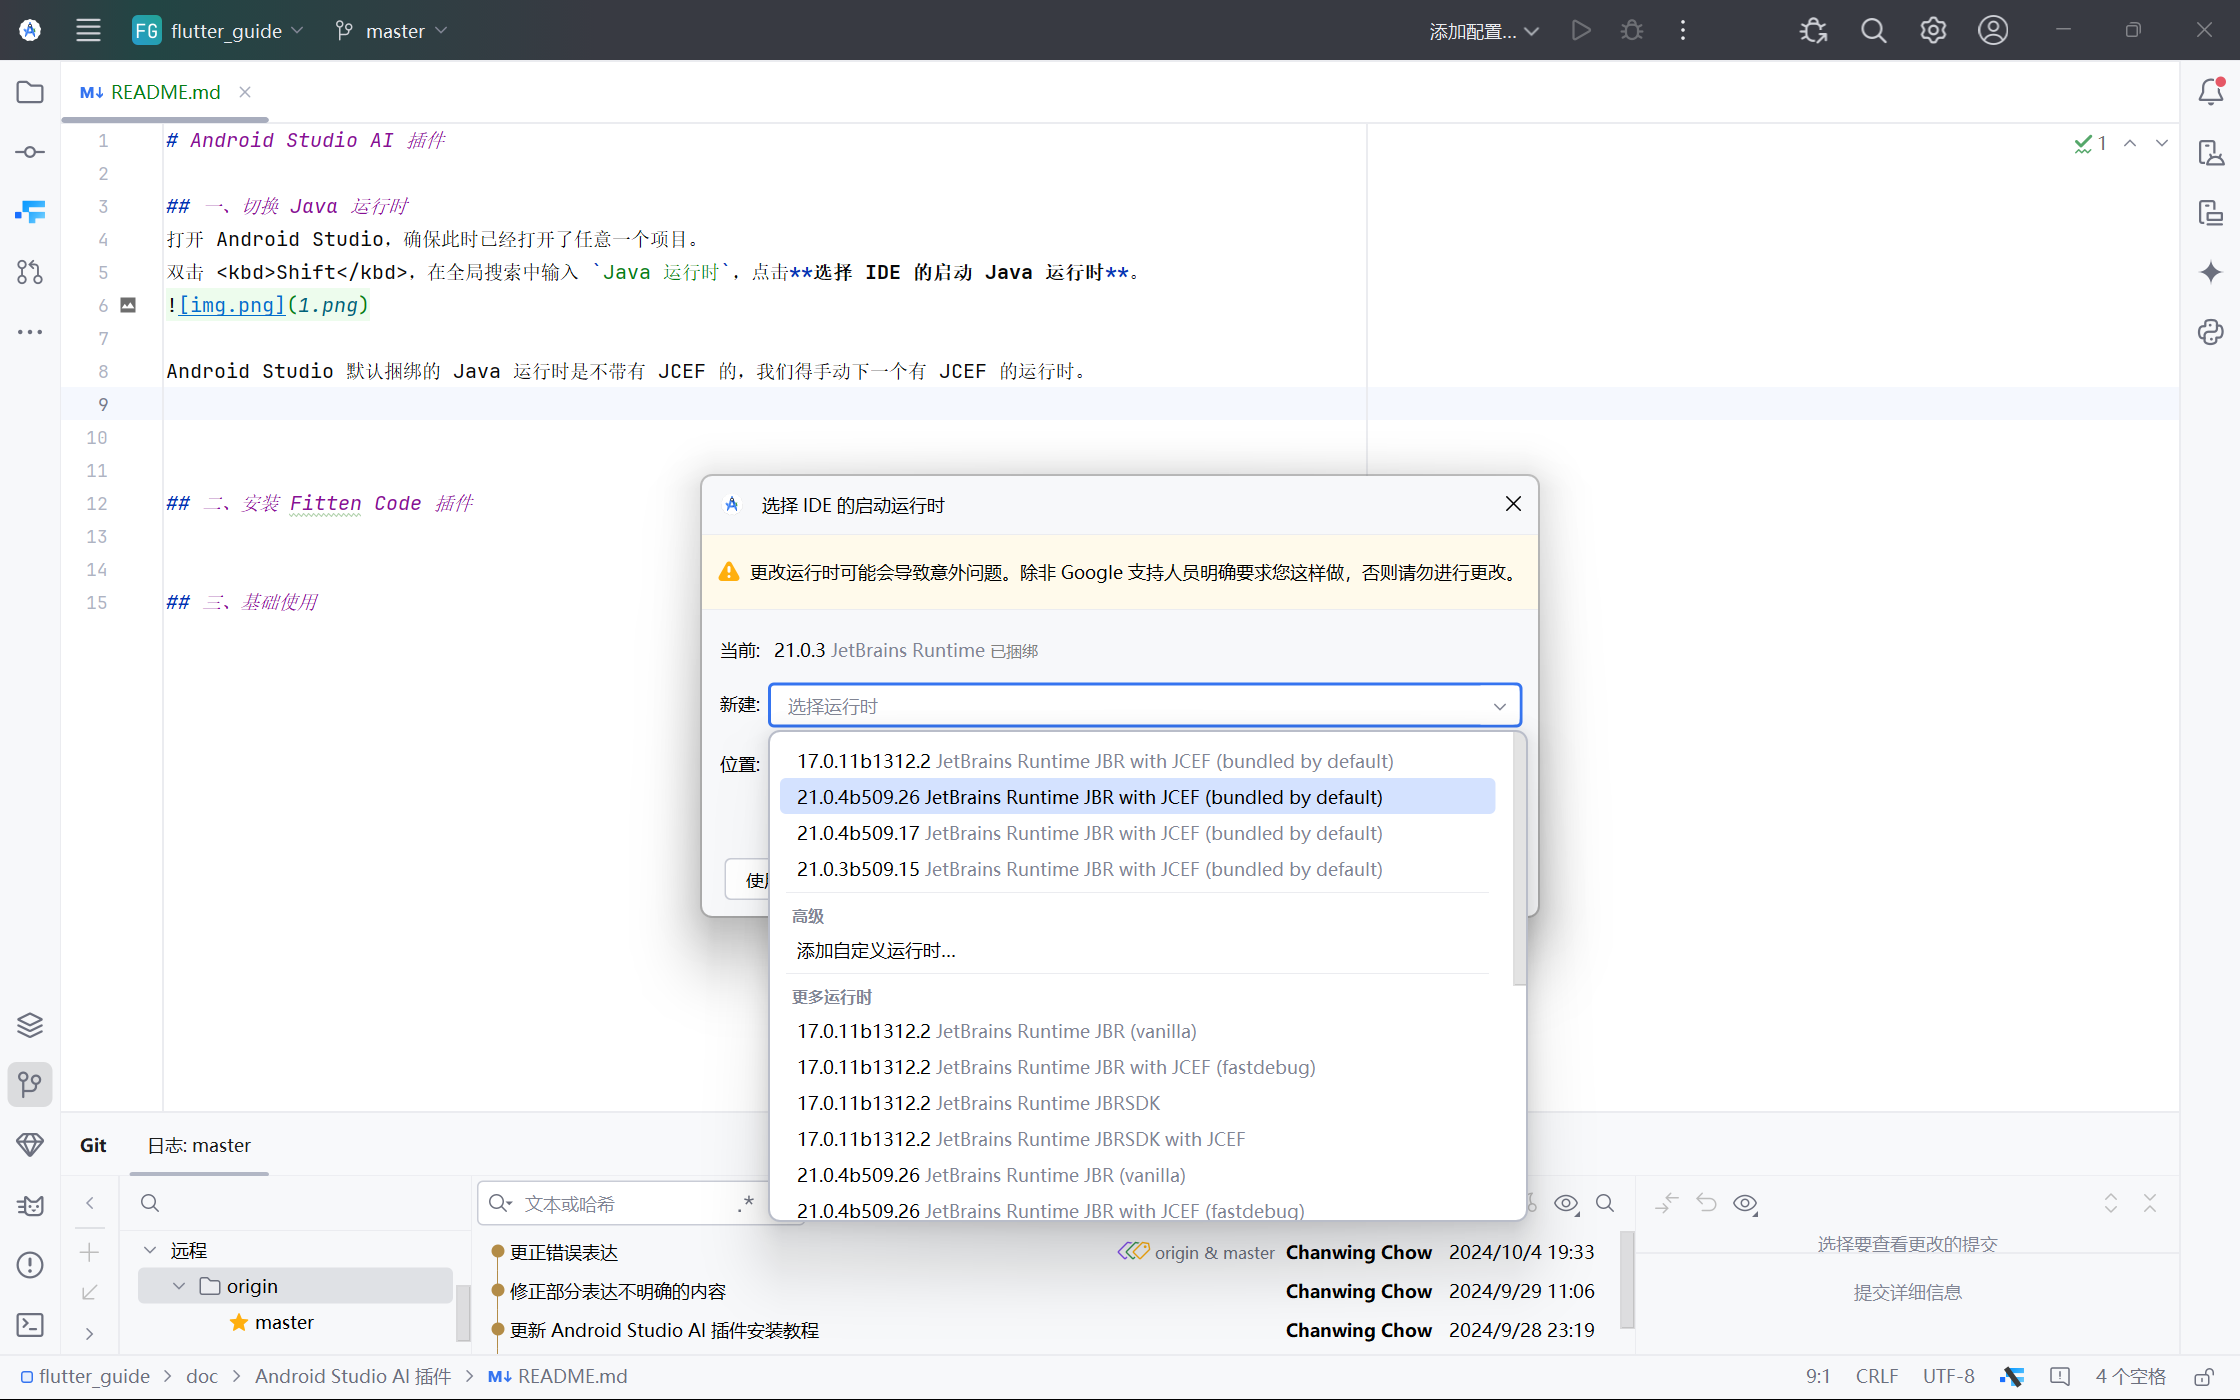 FG flutter_guide master 添加配置...
M↓ README.md
1 # Android Studio AI 插件
2
3 ## 一、切换 Java 运行时
4 打开 Android Studio，确保此时已经打开了任意一个项目。
5 双击 <kbd>Shift</kbd>，在全局搜索中输入 `Java 运行时`，点击**选择 IDE 的启动 Java 运行时**。
6 ![img.png](1.png)
7
8 Android Studio 默认捆绑的 Java 运行时是不带有 JCEF 的，我们得手动下一个有 JCEF 的运行时。
9
10
11
12 ## 二、安装 Fitten Code 插件
13
14
15 ## 三、基础使用
1
选择 IDE 的启动运行时
更改运行时可能会导致意外问题。除非 Google 支持人员明确要求您这样做，否则请勿进行更改。
当前: 21.0.3 JetBrains Runtime 已捆绑
新建: 选择运行时
位置:
17.0.11b1312.2 JetBrains Runtime JBR with JCEF (bundled by default)
21.0.4b509.26 JetBrains Runtime JBR with JCEF (bundled by default)
21.0.4b509.17 JetBrains Runtime JBR with JCEF (bundled by default)
21.0.3b509.15 JetBrains Runtime JBR with JCEF (bundled by default)
高级
添加自定义运行时...
更多运行时
17.0.11b1312.2 JetBrains Runtime JBR (vanilla)
17.0.11b1312.2 JetBrains Runtime JBR with JCEF (fastdebug)
17.0.11b1312.2 JetBrains Runtime JBRSDK
17.0.11b1312.2 JetBrains Runtime JBRSDK with JCEF
21.0.4b509.26 JetBrains Runtime JBR (vanilla)
21.0.4b509.26 JetBrains Runtime JBR with JCEF (fastdebug)
Git 日志: master
文本或哈希 .*
远程
origin
master
更正错误表达 origin & master Chanwing Chow 2024/10/4 19:33
修正部分表达不明确的内容 Chanwing Chow 2024/9/29 11:06
更新 Android Studio AI 插件安装教程 Chanwing Chow 2024/9/28 23:19
选择要查看更改的提交
提交详细信息
flutter_guide > doc > Android Studio AI 插件 > M↓ README.md
9:1 CRLF UTF-8 4 个空格